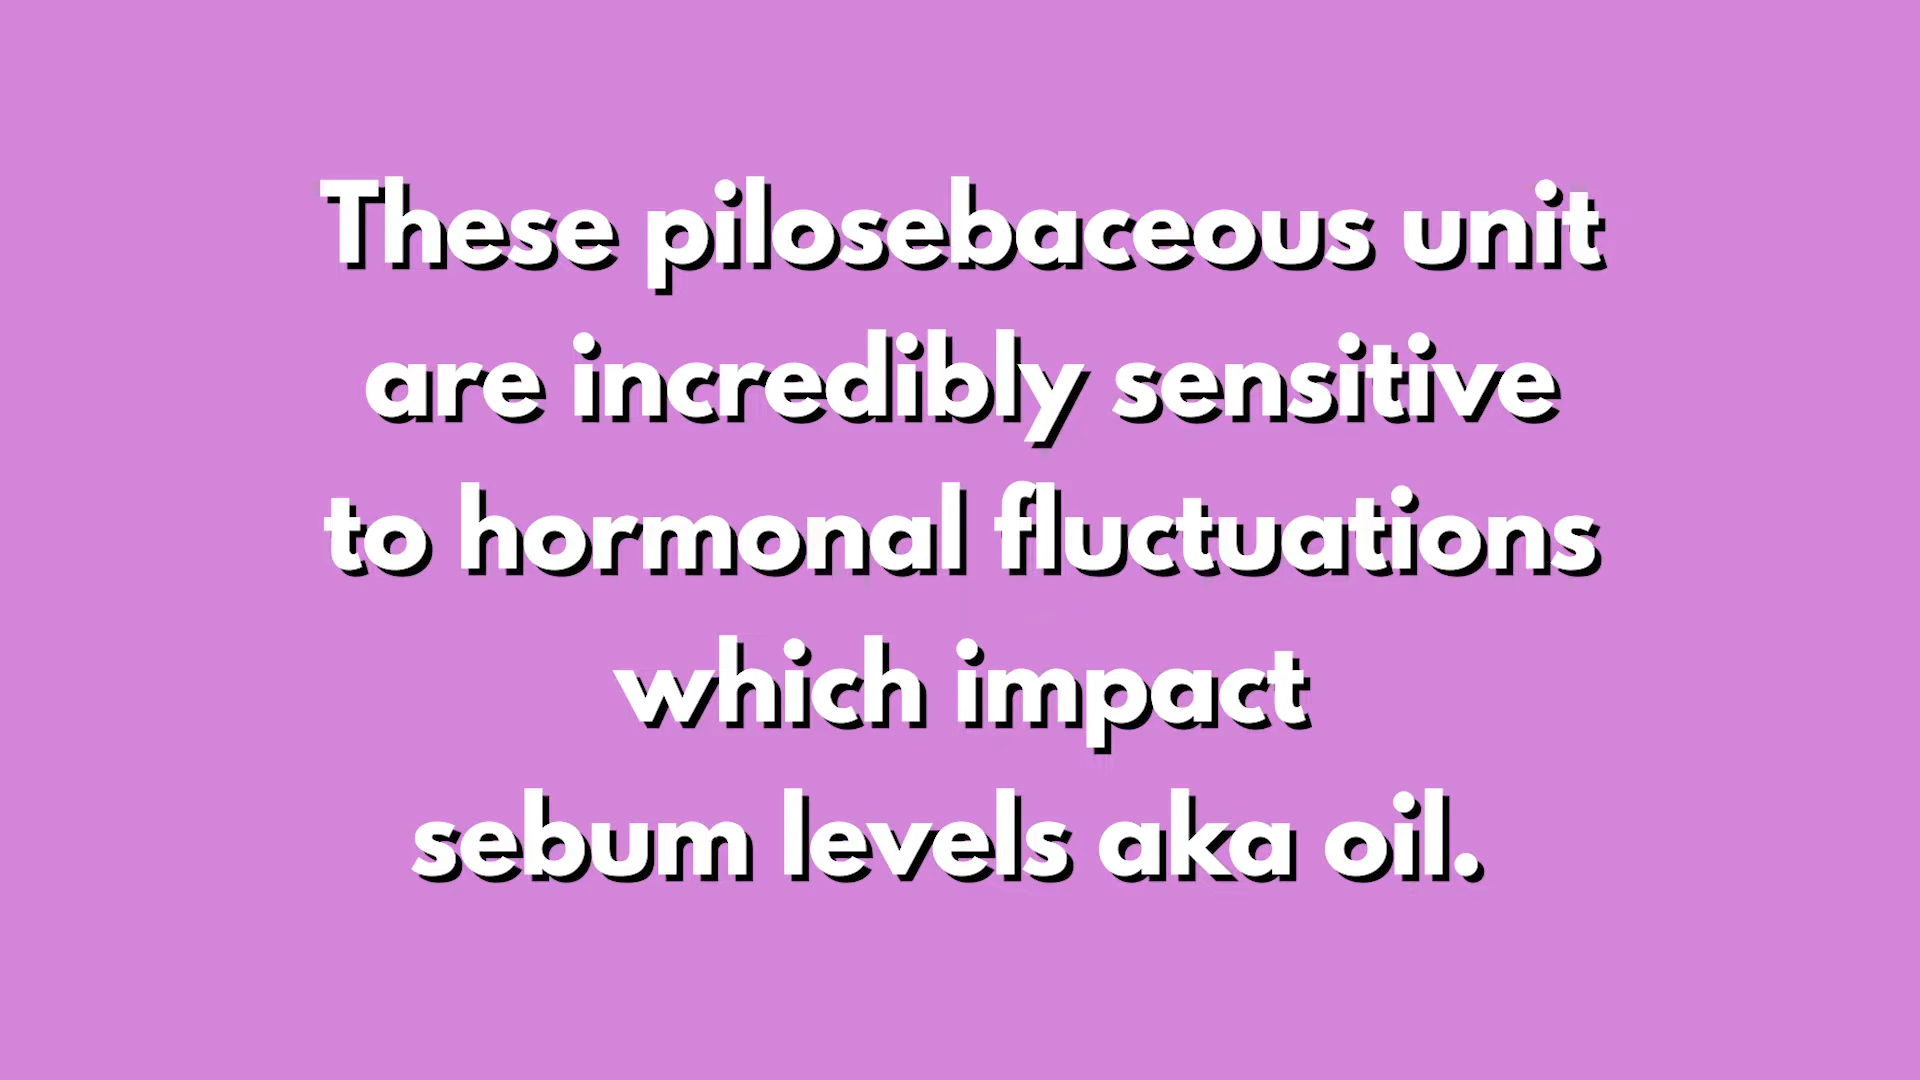 These pilosebaceous unit
are incredibly sensitive
to hormonal fluctuations
which impact
sebum levels aka oil.